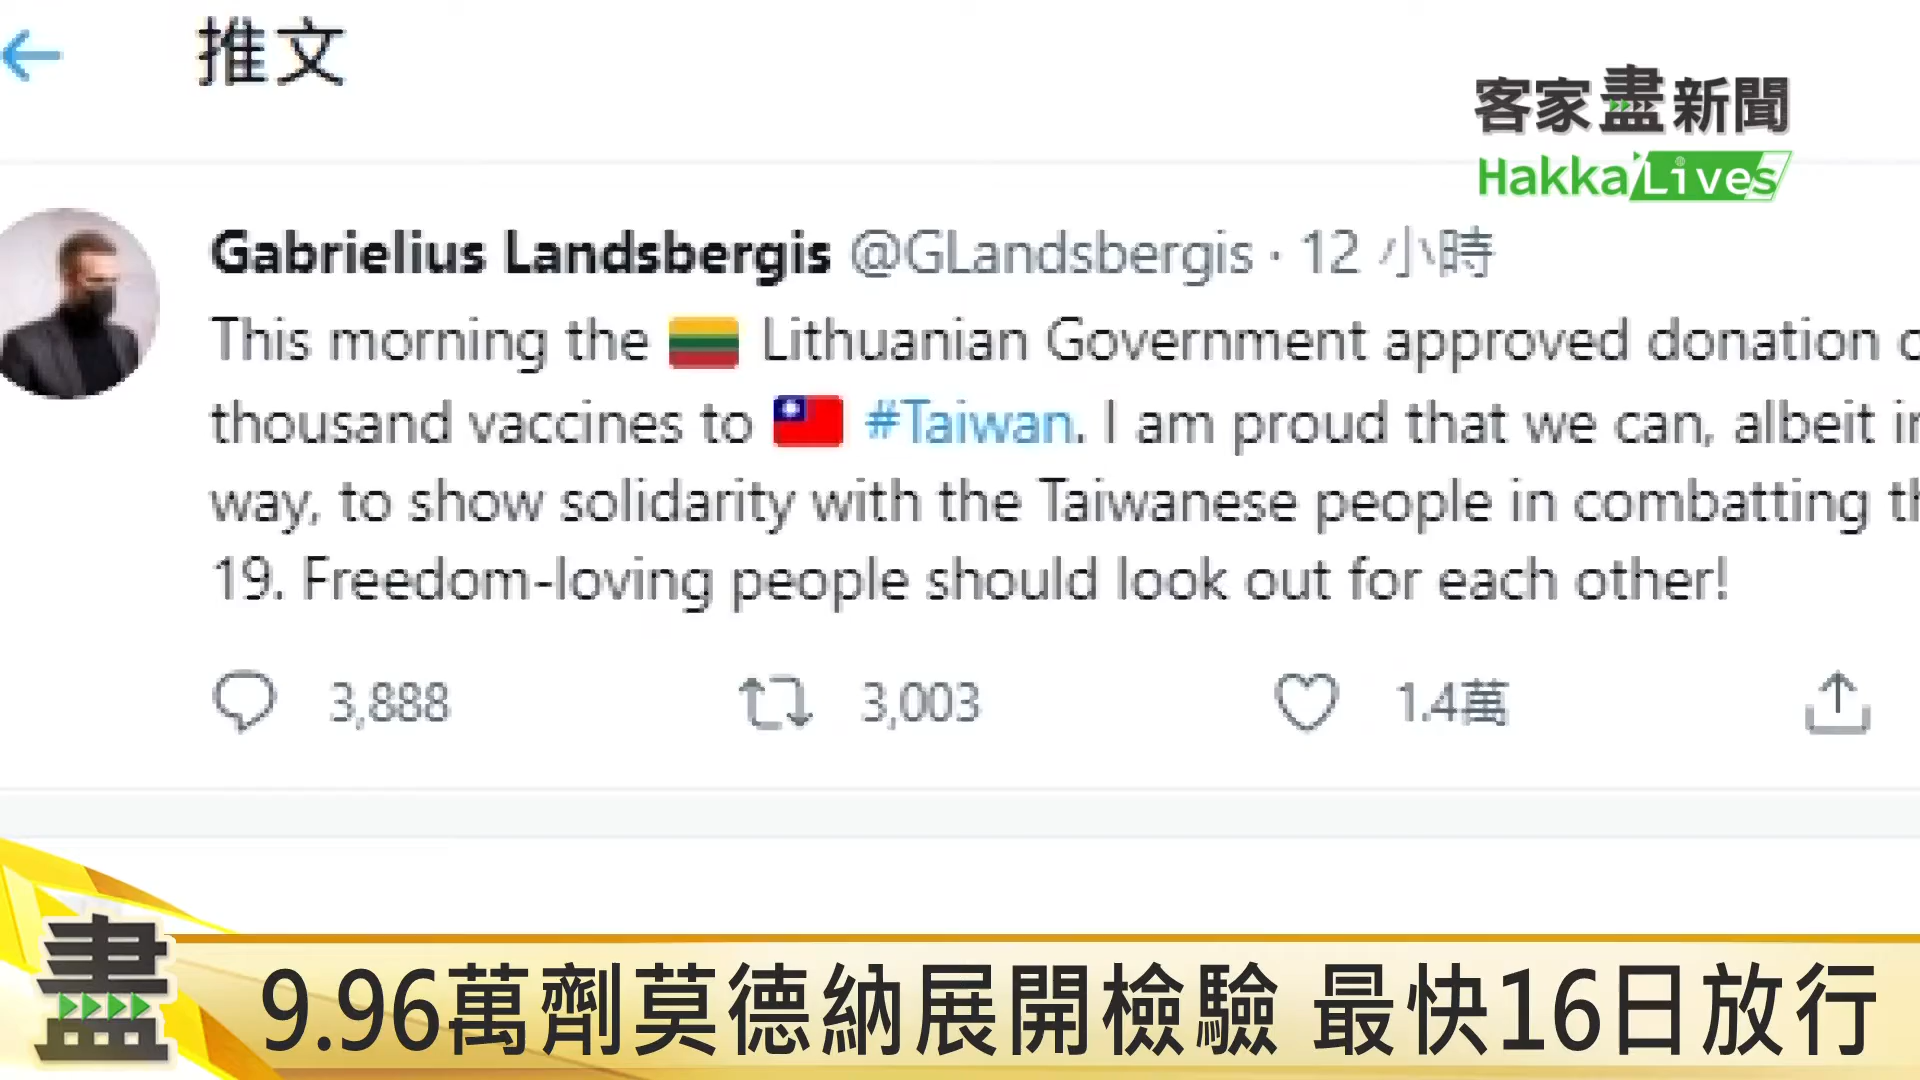 推文
客家盡新聞
HakkaLives
Gabrielius Landsbergis @GLandsbergis · 12 小時
This morning the Lithuanian Government approved donation
thousand vaccines to #Taiwan. I am proud that we can, albeit
way, to show solidarity with the Taiwanese people in combatting
19. Freedom-loving people should look out for each other!
3,888 3,003 1.4萬
盡
9.96萬劑莫德納展開檢驗 最快16日放行